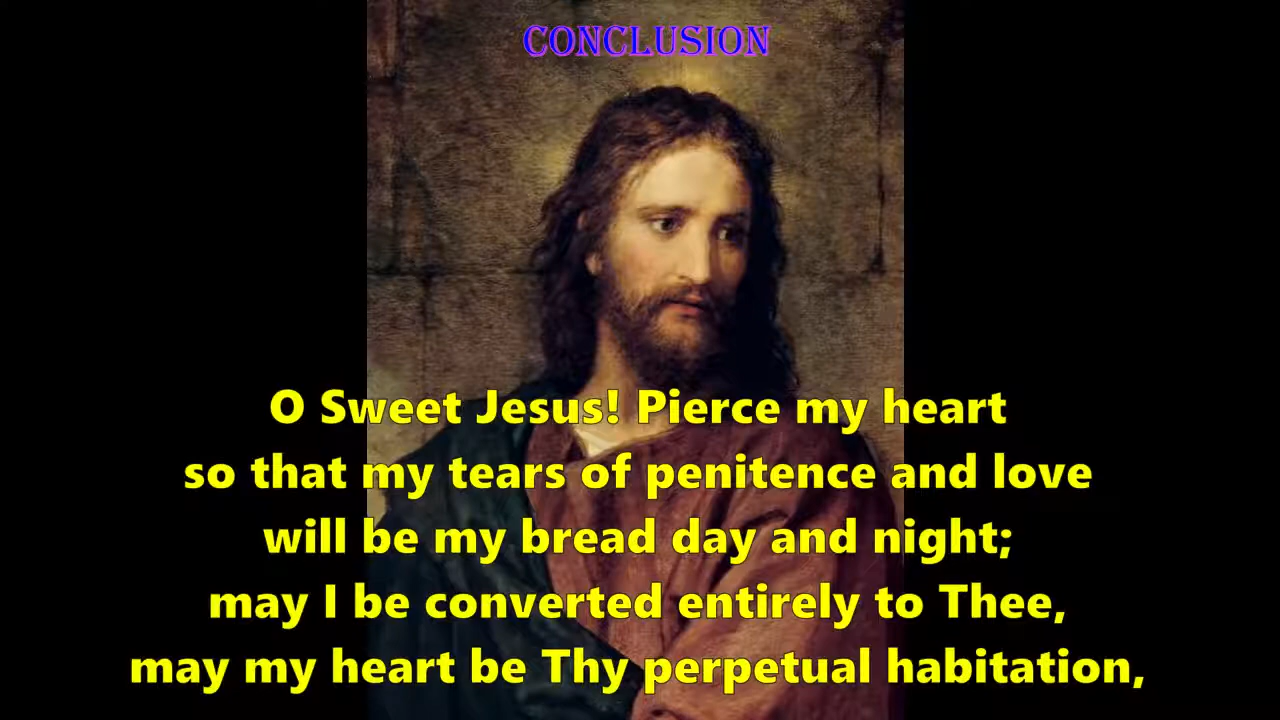 CONCLUSION
O Sweet Jesus! Pierce my heart
so that my tears of penitence and love
will be my bread day and night;
may I be converted entirely to Thee,
may my heart be Thy perpetual habitation,